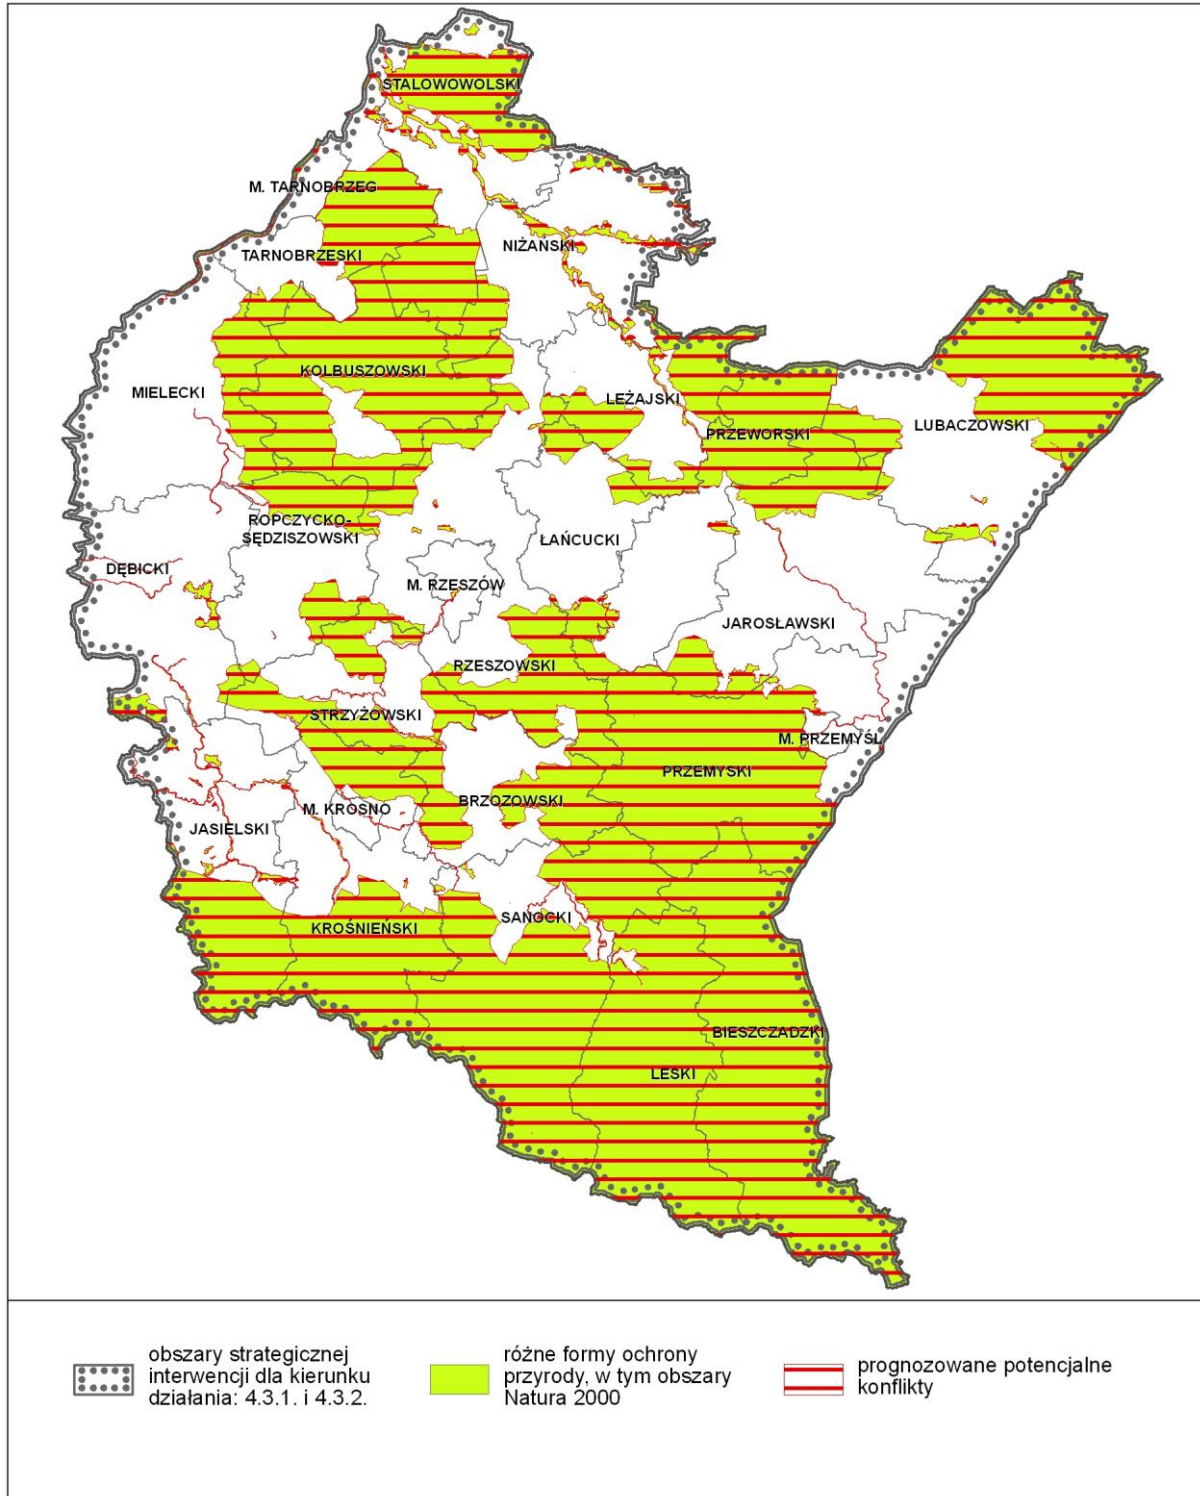 STALOWOWOLSKI
M. TARNOBRZEG
TARNOBRZESKI
NIŻAŃSKI
KOLBUSZOWSKI
MIELECKI
LEŻAJSKI
PRZEWORSKI
LUBACZOWSKI
ROPCZYCKO-
SĘDZISZOWSKI
ŁAŃCUCKI
DĘBICKI
M. RZESZÓW
JAROSŁAWSKI
RZESZOWSKI
STRZYŻOWSKI
M. PRZEMYŚL
PRZEMYSKI
BRZOZOWSKI
M. KROSNO
JASIELSKI
SANOCKI
KROŚNIEŃSKI
BIESZCZADZKI
LESKI
obszary strategicznej
interwencji dla kierunku
działania: 4.3.1. i 4.3.2.
różne formy ochrony
przyrody, w tym obszary
Natura 2000
prognozowane potencjalne
konflikty